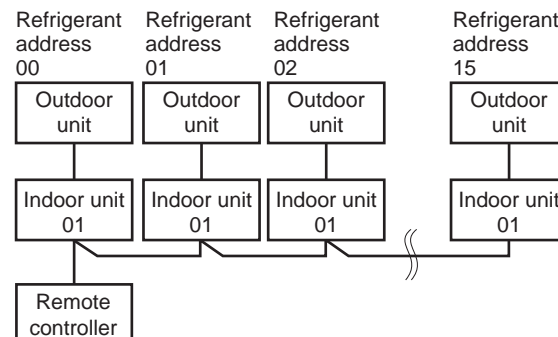 Refrigerant
address
00
Refrigerant
address
01
Refrigerant
address
02
Refrigerant
address
15
Outdoor
unit
Outdoor
unit
Outdoor
unit
Outdoor
unit
Indoor unit
01
Indoor unit
01
Indoor unit
01
Indoor unit
01
Remote
controller